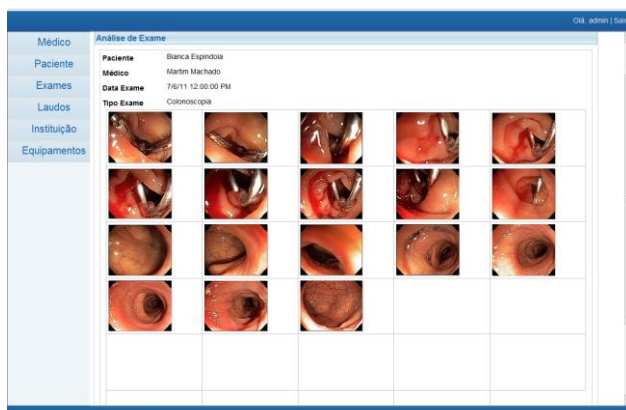 Olá, admin | Sai
Médico
Paciente
Exames
Laudos
Instituição
Equipamentos
Análise de Exame
Paciente Bianca Espindola
Médico Martim Machado
Data Exame 7/6/11 12:00:00 PM
Tipo Exame Colonoscopia